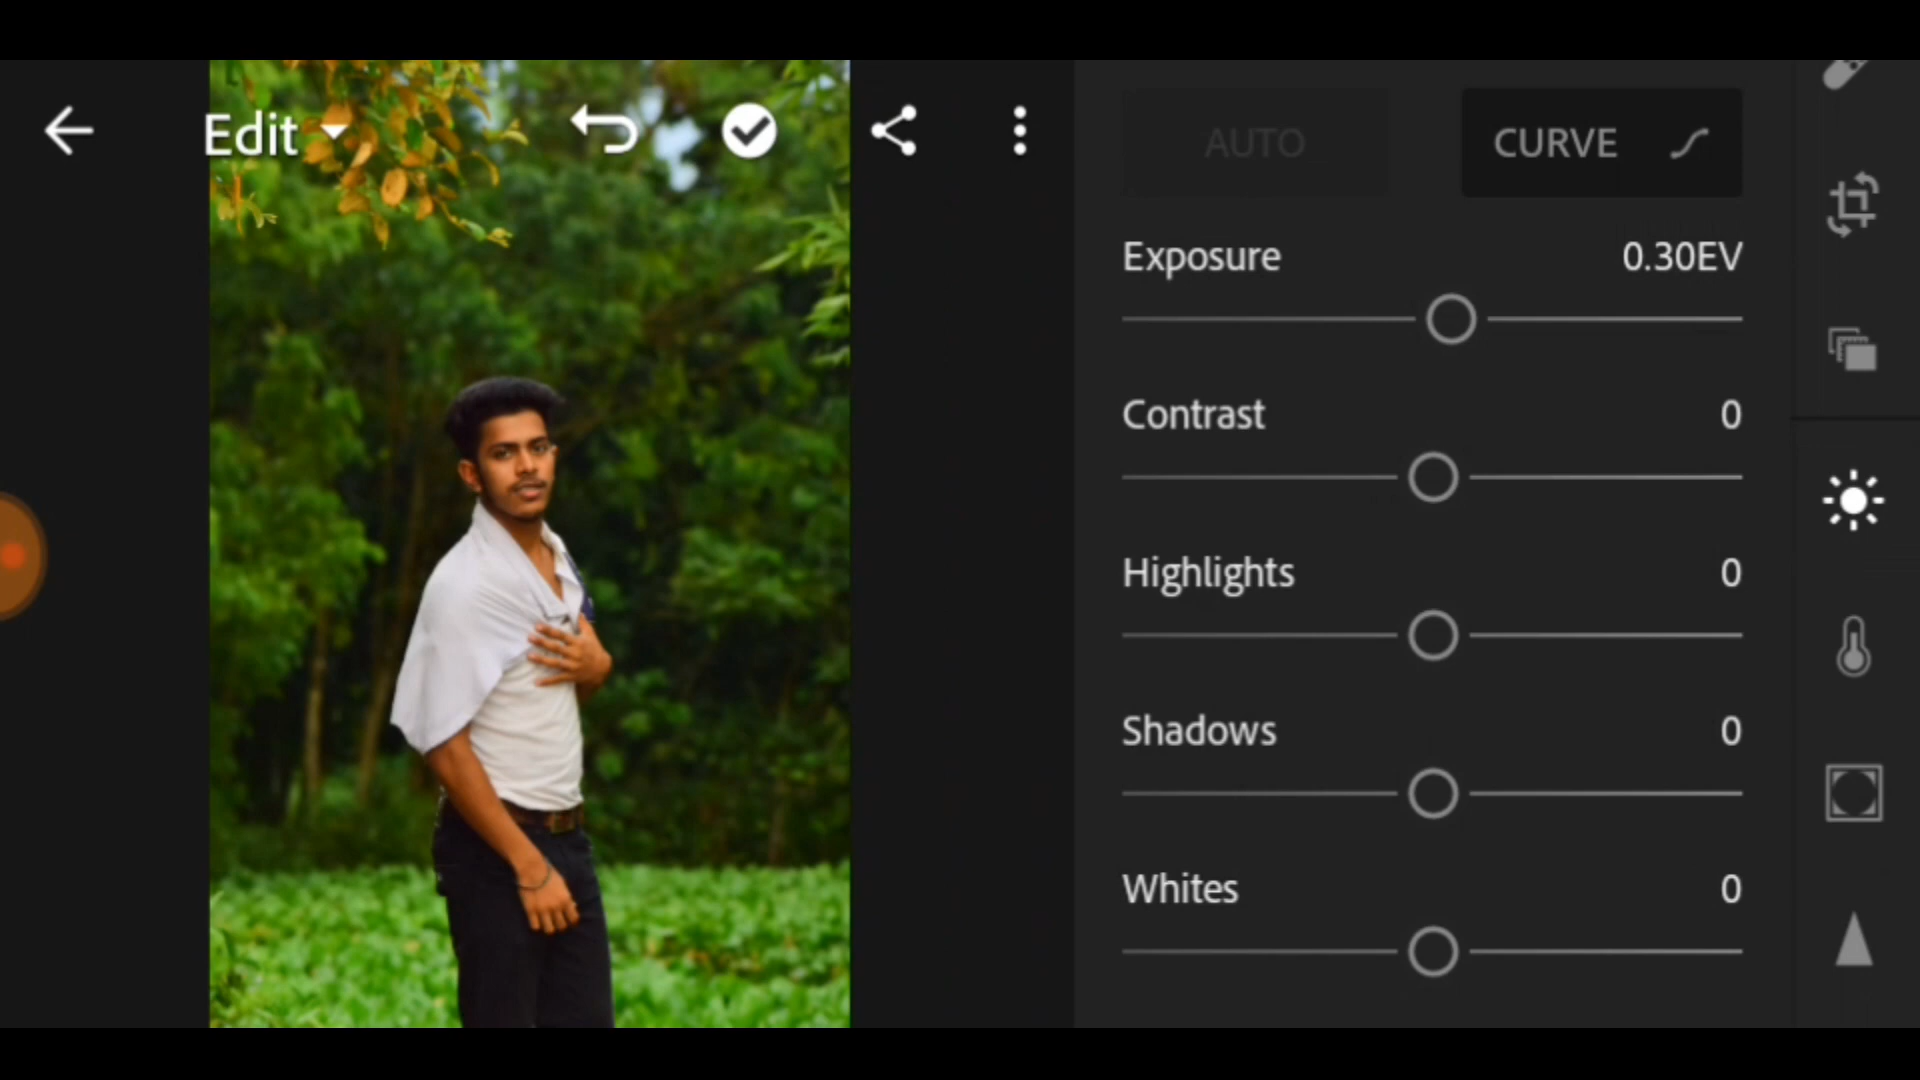 Edit
AUTO
CURVE
Exposure 0.30EV
Contrast 0
Highlights 0
Shadows 0
Whites 0